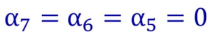 α₇ = α₆ = α₅ = 0